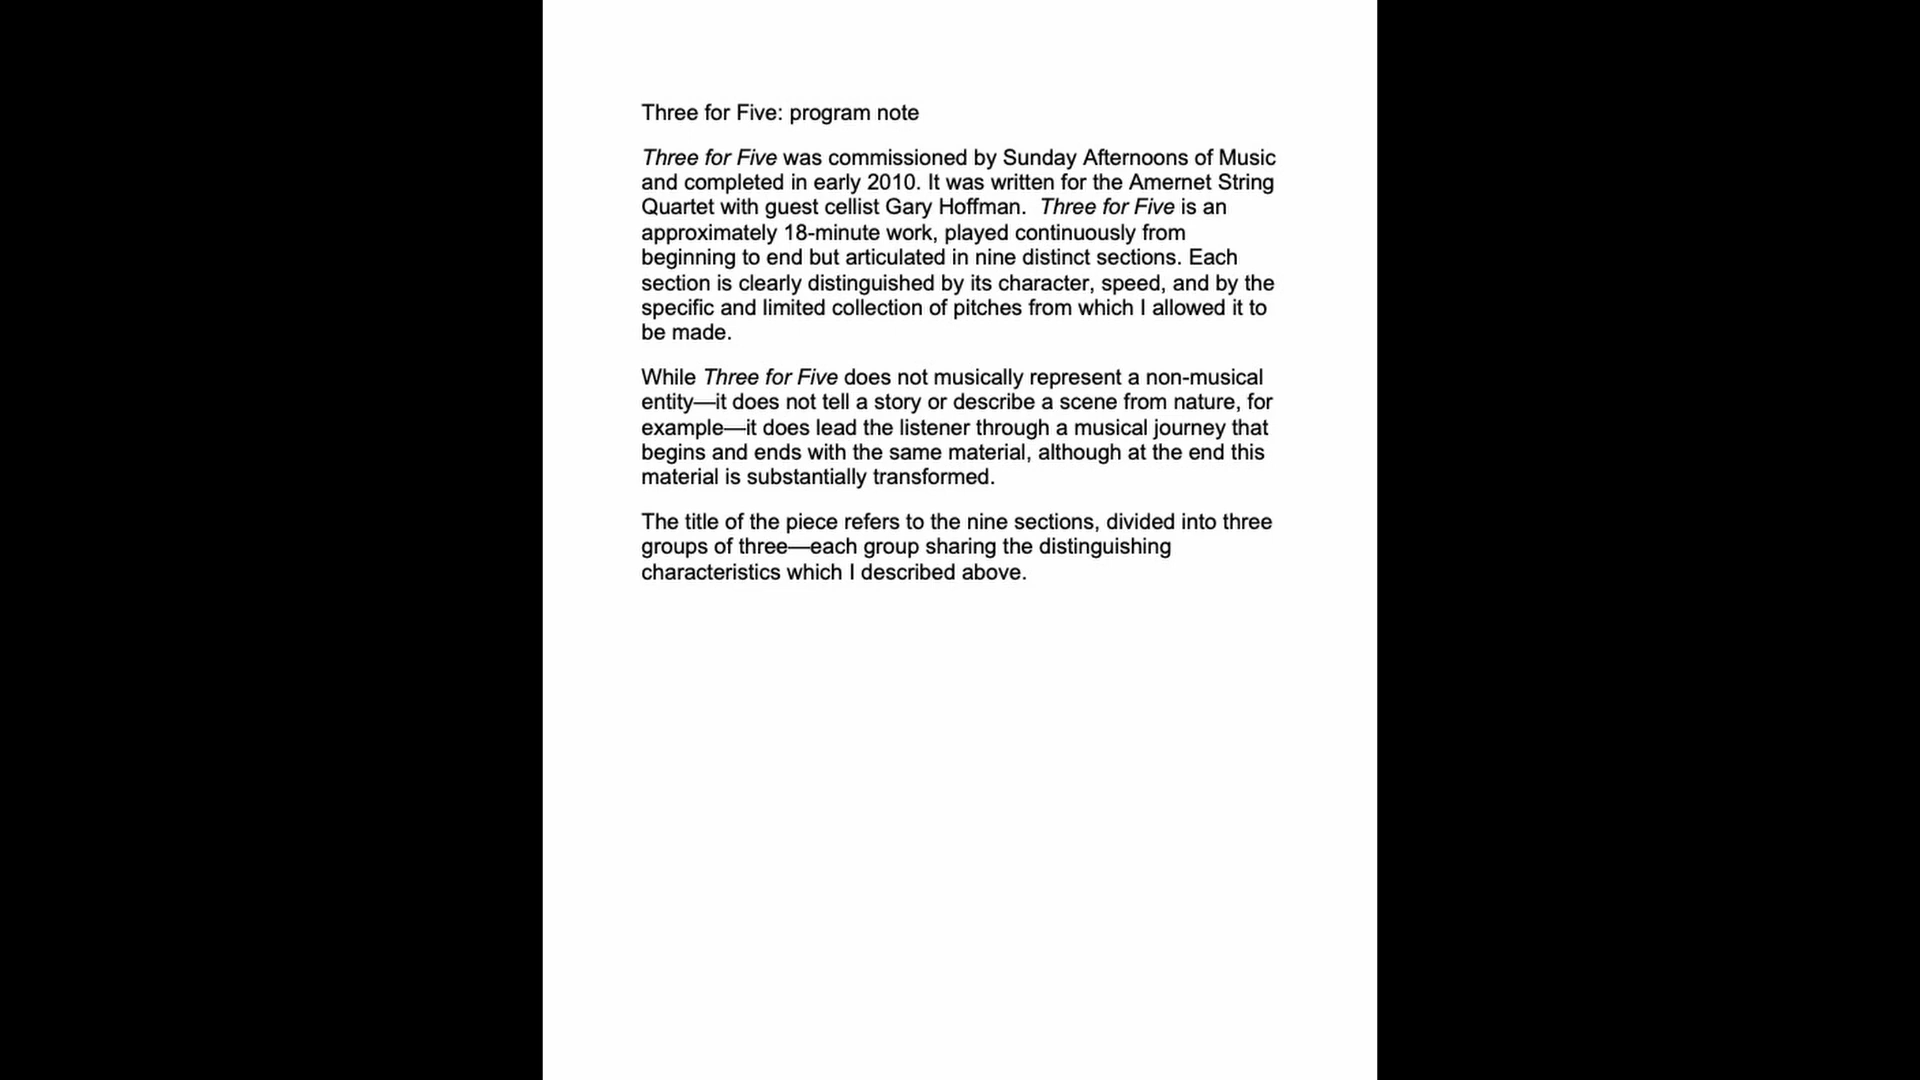 Three for Five: program note
Three for Five was commissioned by Sunday Afternoons of Music
and completed in early 2010. It was written for the Amernet String
Quartet with guest cellist Gary Hoffman.  Three for Five is an
approximately 18-minute work, played continuously from
beginning to end but articulated in nine distinct sections. Each
section is clearly distinguished by its character, speed, and by the
specific and limited collection of pitches from which I allowed it to
be made.
While Three for Five does not musically represent a non-musical
entity—it does not tell a story or describe a scene from nature, for
example—it does lead the listener through a musical journey that
begins and ends with the same material, although at the end this
material is substantially transformed.
The title of the piece refers to the nine sections, divided into three
groups of three—each group sharing the distinguishing
characteristics which I described above.